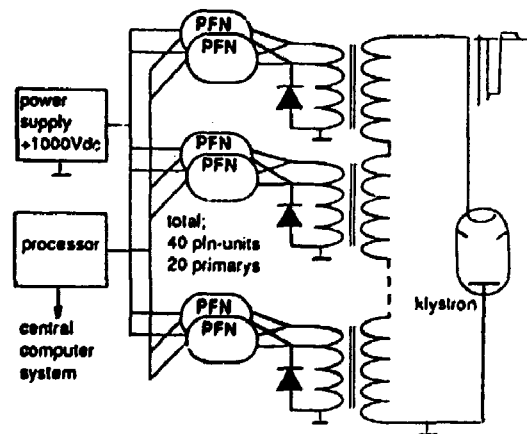 PFN
PFN
power
supply
+1000Vdc
PFN
PFN
processor
total;
40 pfn-units
20 primarys
central
computer
system
PFN
PFN
klystron